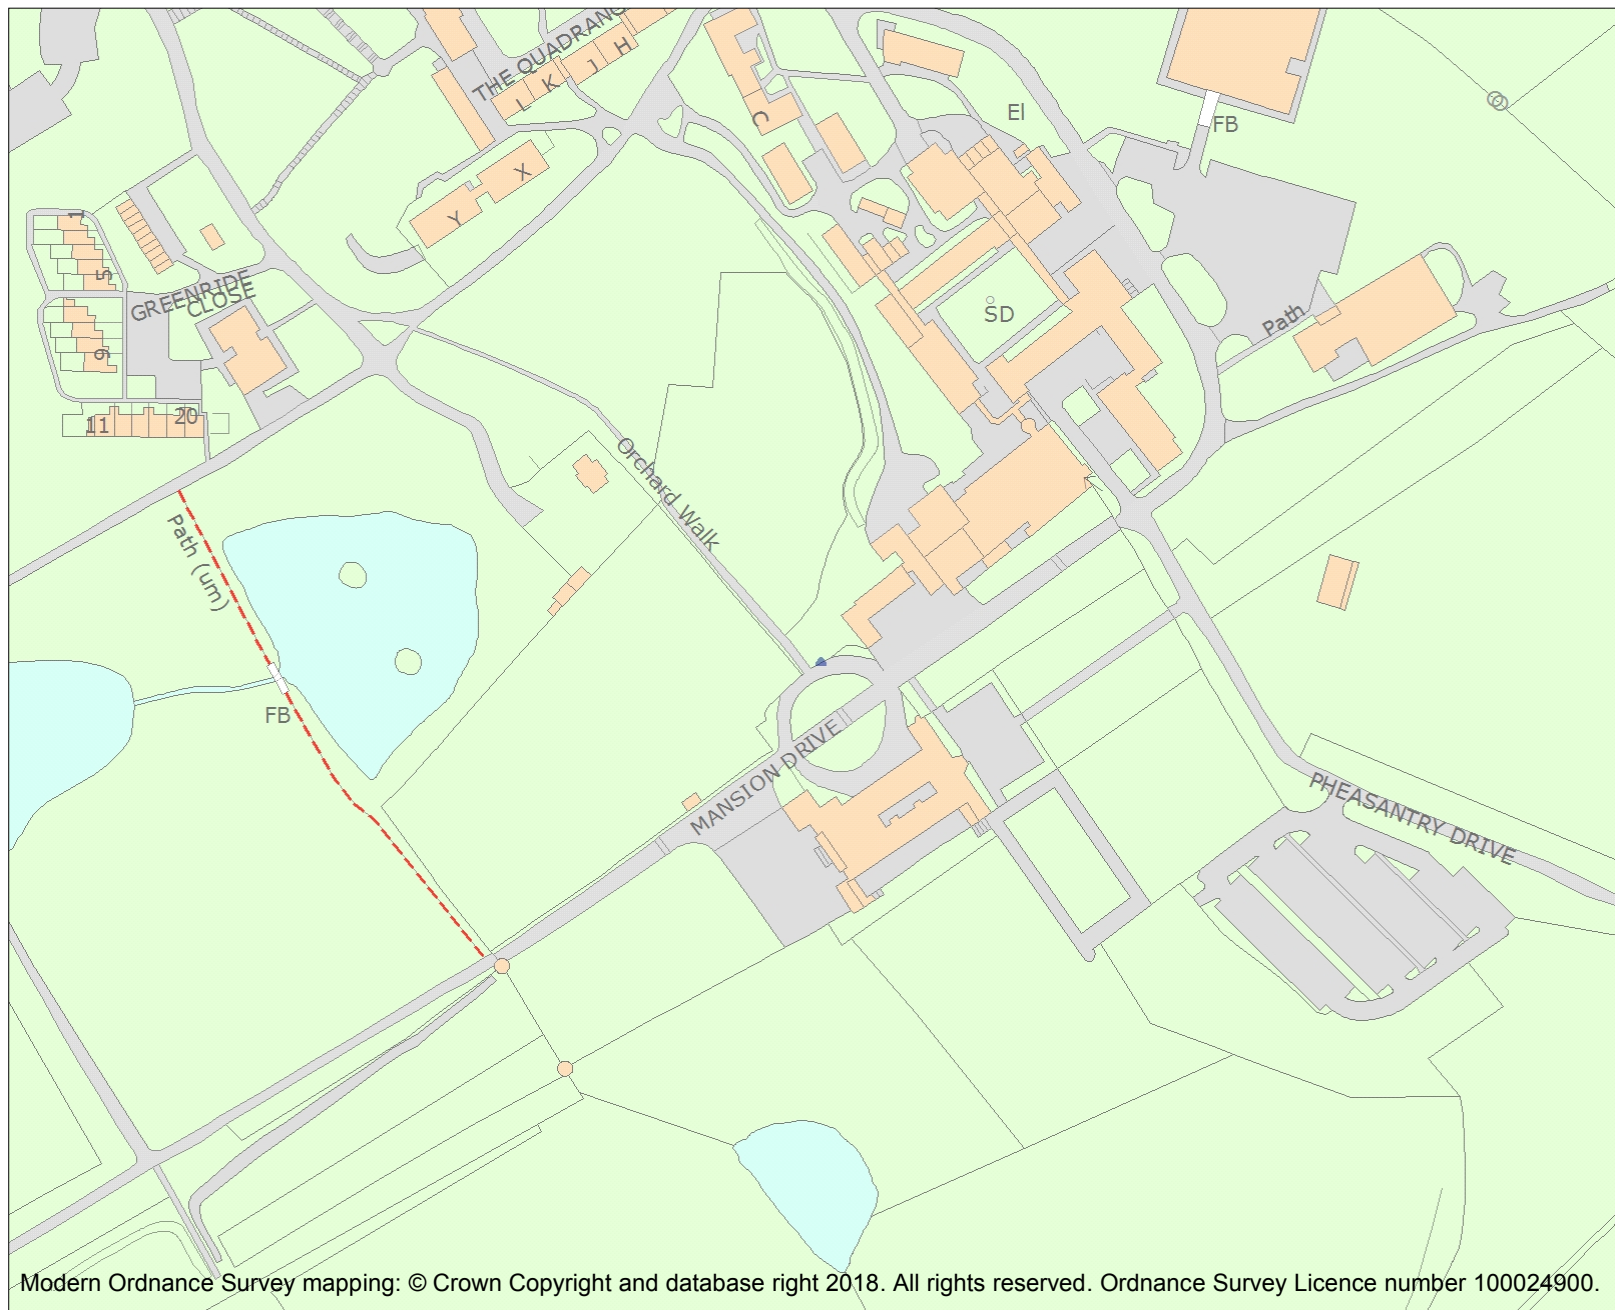 THE QUADRANG
H
J
K
L
C
El
FB
X
Y
1
5
GREENRIDE
CLOSE
9
11
20
SD
Path
Orchard Walk
Path (um)
FB
MANSION DRIVE
PHEASANTRY DRIVE
Modern Ordnance Survey mapping: © Crown Copyright and database right 2018. All rights reserved. Ordnance Survey Licence number 100024900.